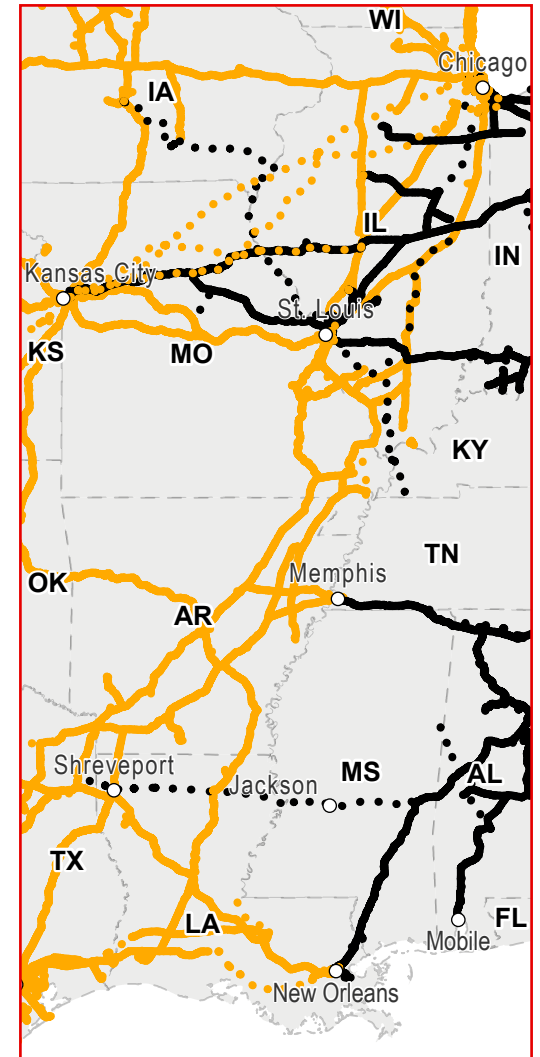 WI
Chicago
IA
IL
IN
Kansas City
St. Louis
KS
MO
KY
TN
Memphis
OK
AR
Shreveport
Jackson
MS
AL
TX
LA
FL
Mobile
New Orleans